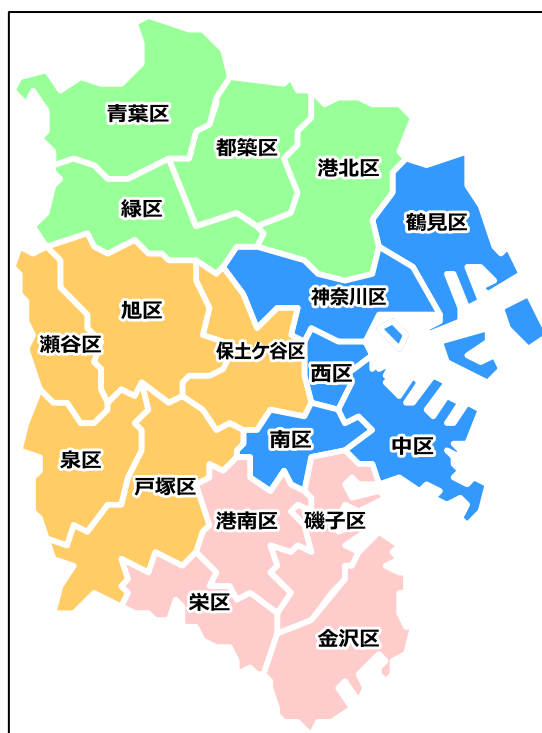 青葉区
都築区
港北区
緑区
鶴見区
神奈川区
旭区
瀬谷区
保土ケ谷区
西区
南区
中区
泉区
戸塚区
港南区
磯子区
栄区
金沢区